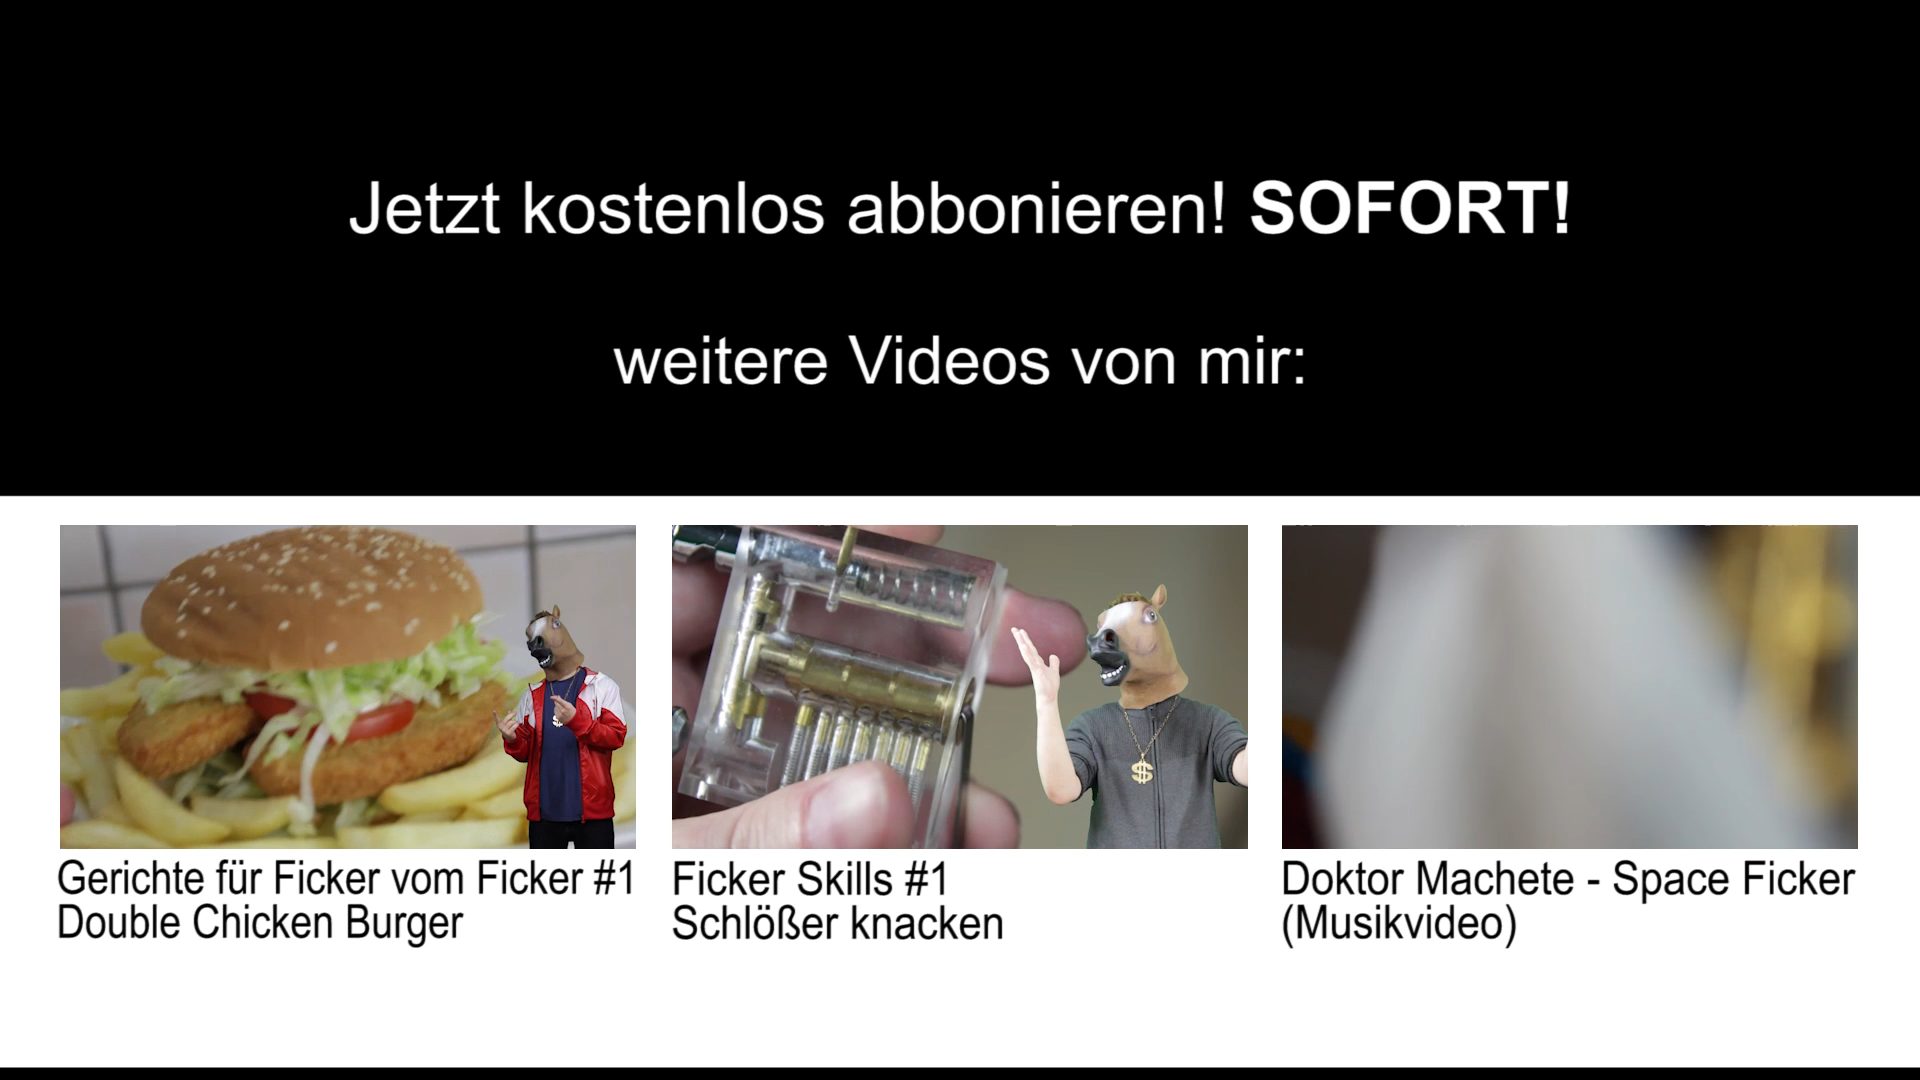 Jetzt kostenlos abbonieren! SOFORT!
weitere Videos von mir:
Gerichte für Ficker vom Ficker #1
Double Chicken Burger
Ficker Skills #1
Schlößer knacken
Doktor Machete - Space Ficker
(Musikvideo)